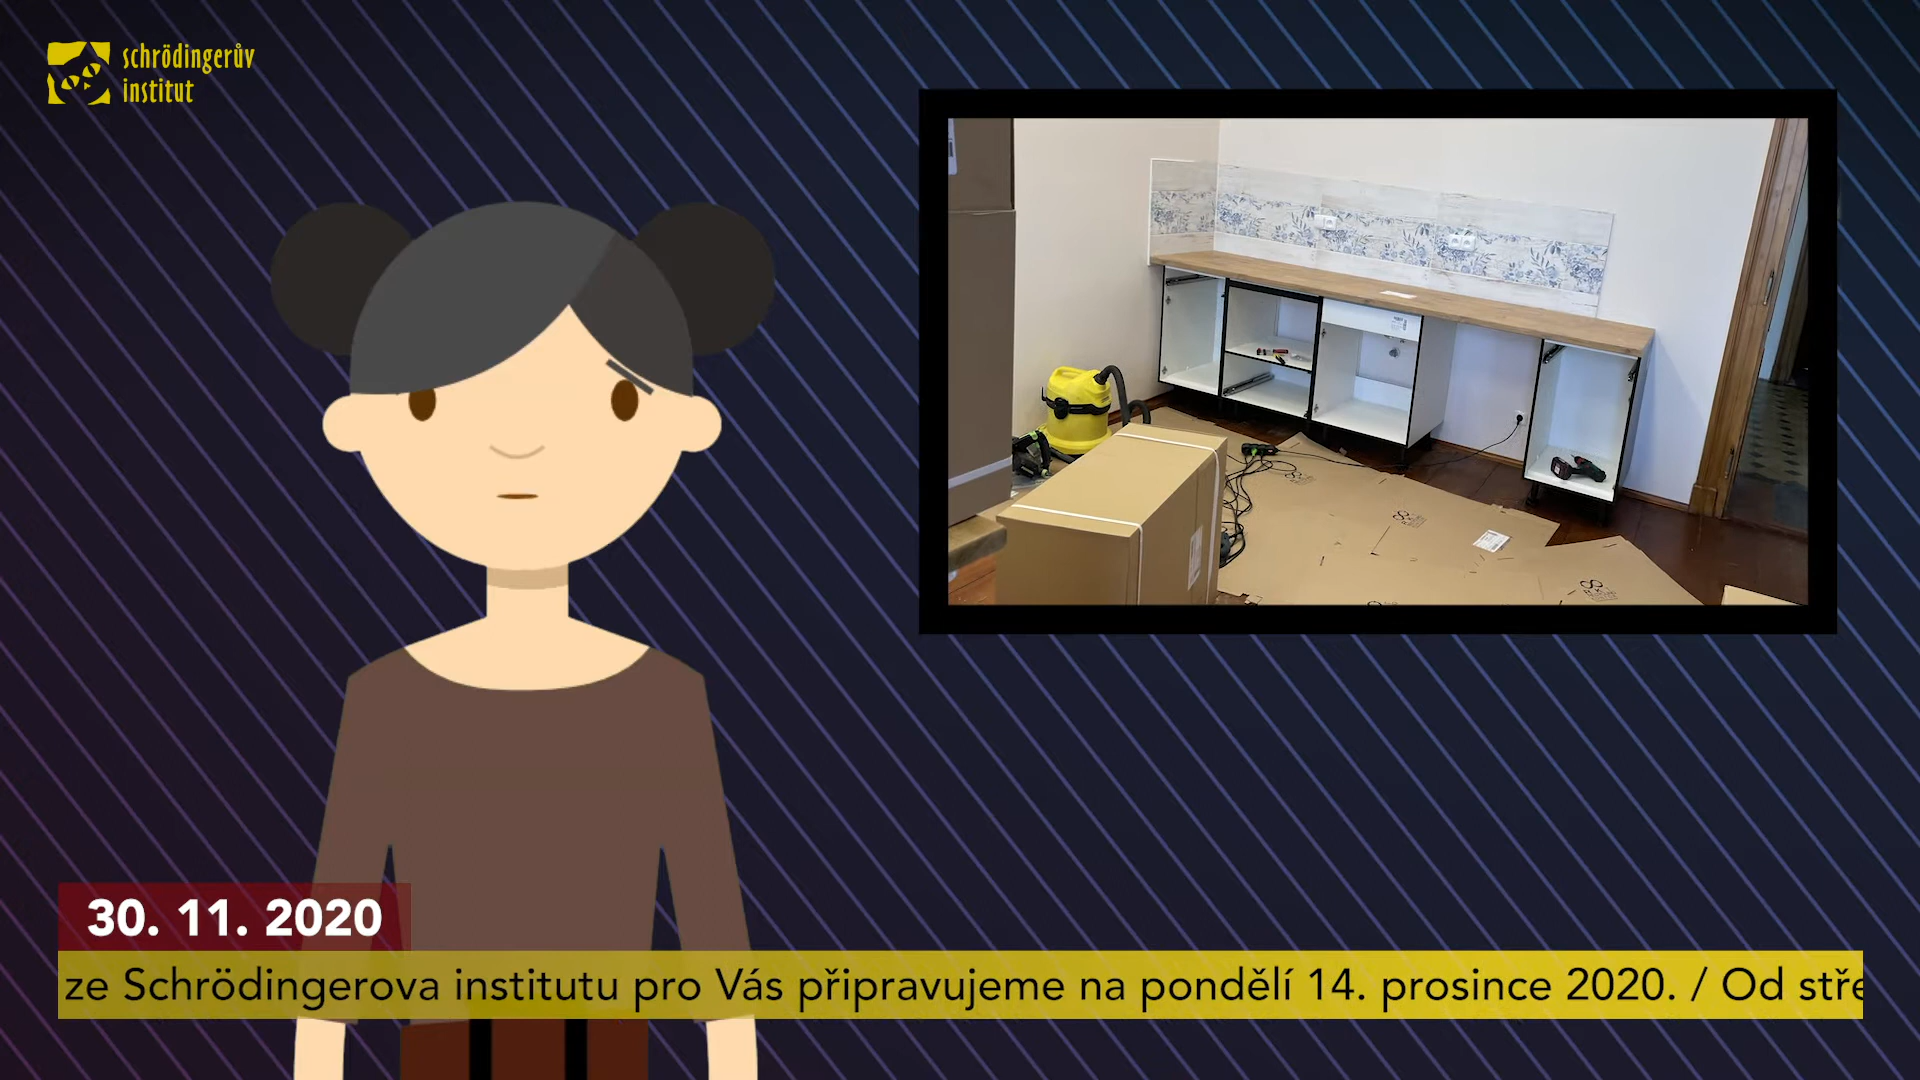 schrödingerův
institut
30. 11. 2020
ze Schrödingerova institutu pro Vás připravujeme na pondělí 14. prosince 2020. / Od stře